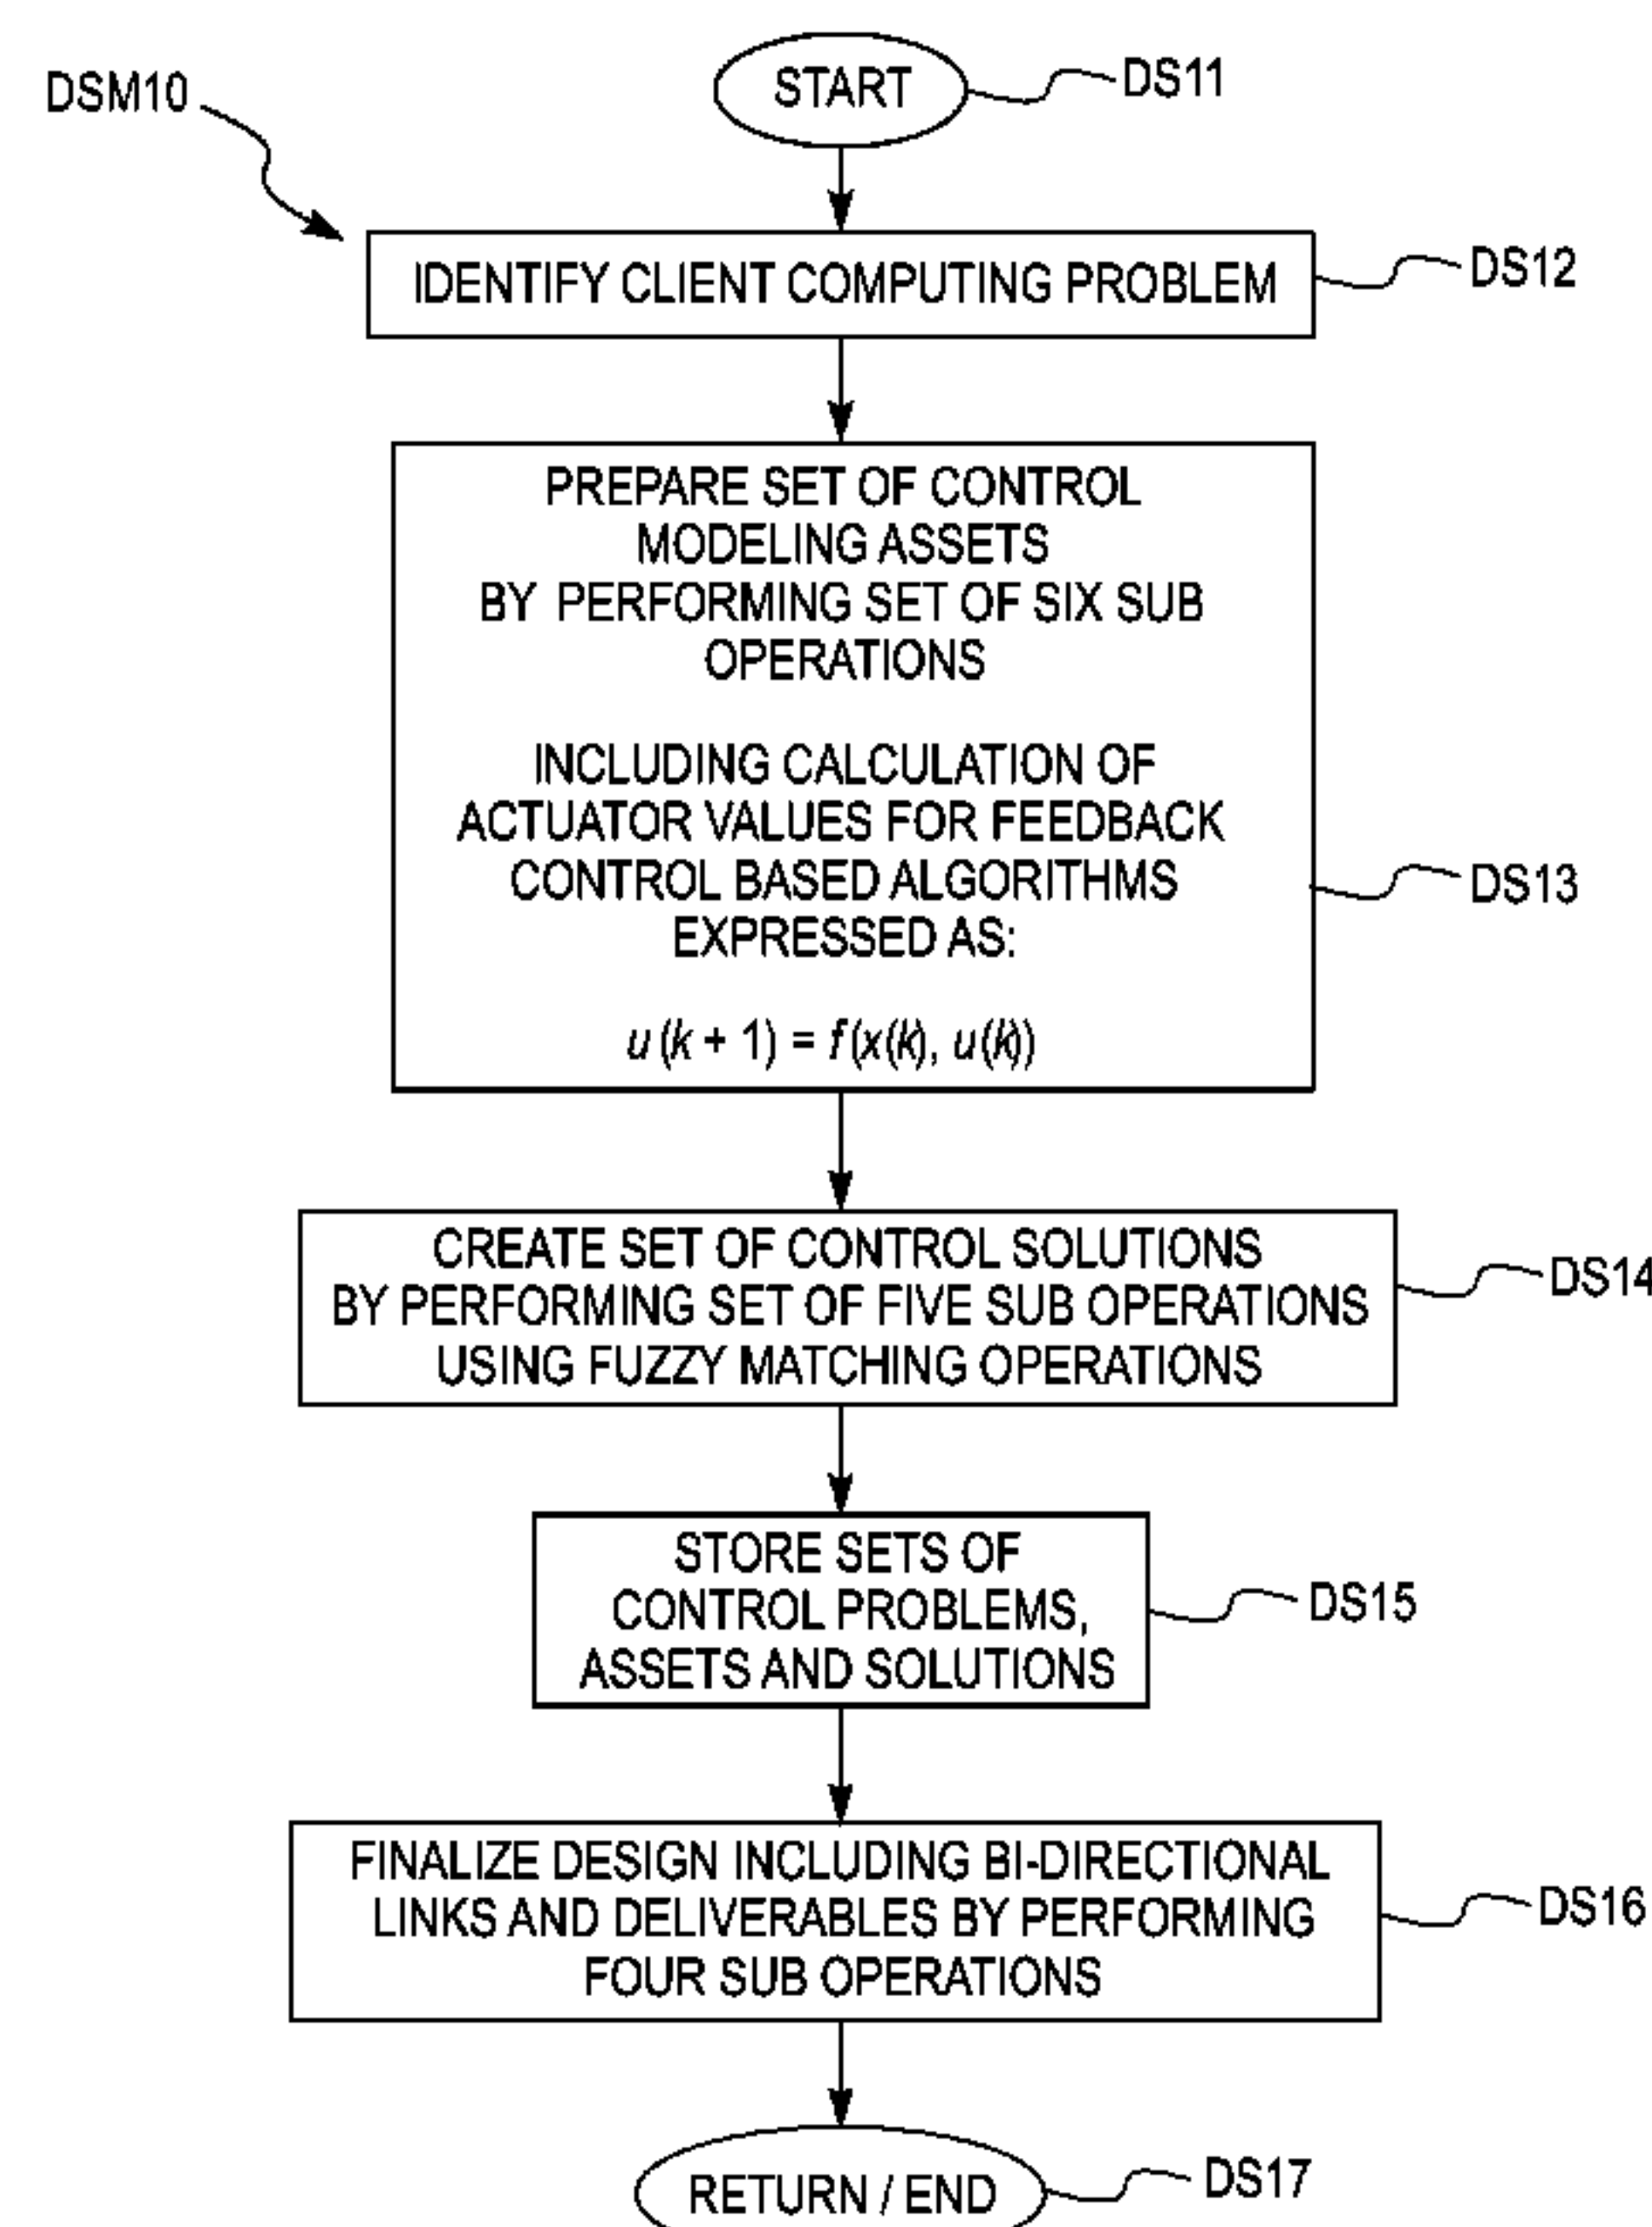 START
DS11
DSM10
IDENTIFY CLIENT COMPUTING PROBLEM
DS12
PREPARE SET OF CONTROL
MODELING ASSETS
BY PERFORMING SET OF SIX SUB
OPERATIONS
INCLUDING CALCULATION OF
ACTUATOR VALUES FOR FEEDBACK
CONTROL BASED ALGORITHMS
EXPRESSED AS:
u (k + 1) = f (x(k), u(k))
DS13
CREATE SET OF CONTROL SOLUTIONS
BY PERFORMING SET OF FIVE SUB OPERATIONS
USING FUZZY MATCHING OPERATIONS
DS14
STORE SETS OF
CONTROL PROBLEMS,
ASSETS AND SOLUTIONS
DS15
FINALIZE DESIGN INCLUDING BI-DIRECTIONAL
LINKS AND DELIVERABLES BY PERFORMING
FOUR SUB OPERATIONS
DS16
RETURN / END
DS17